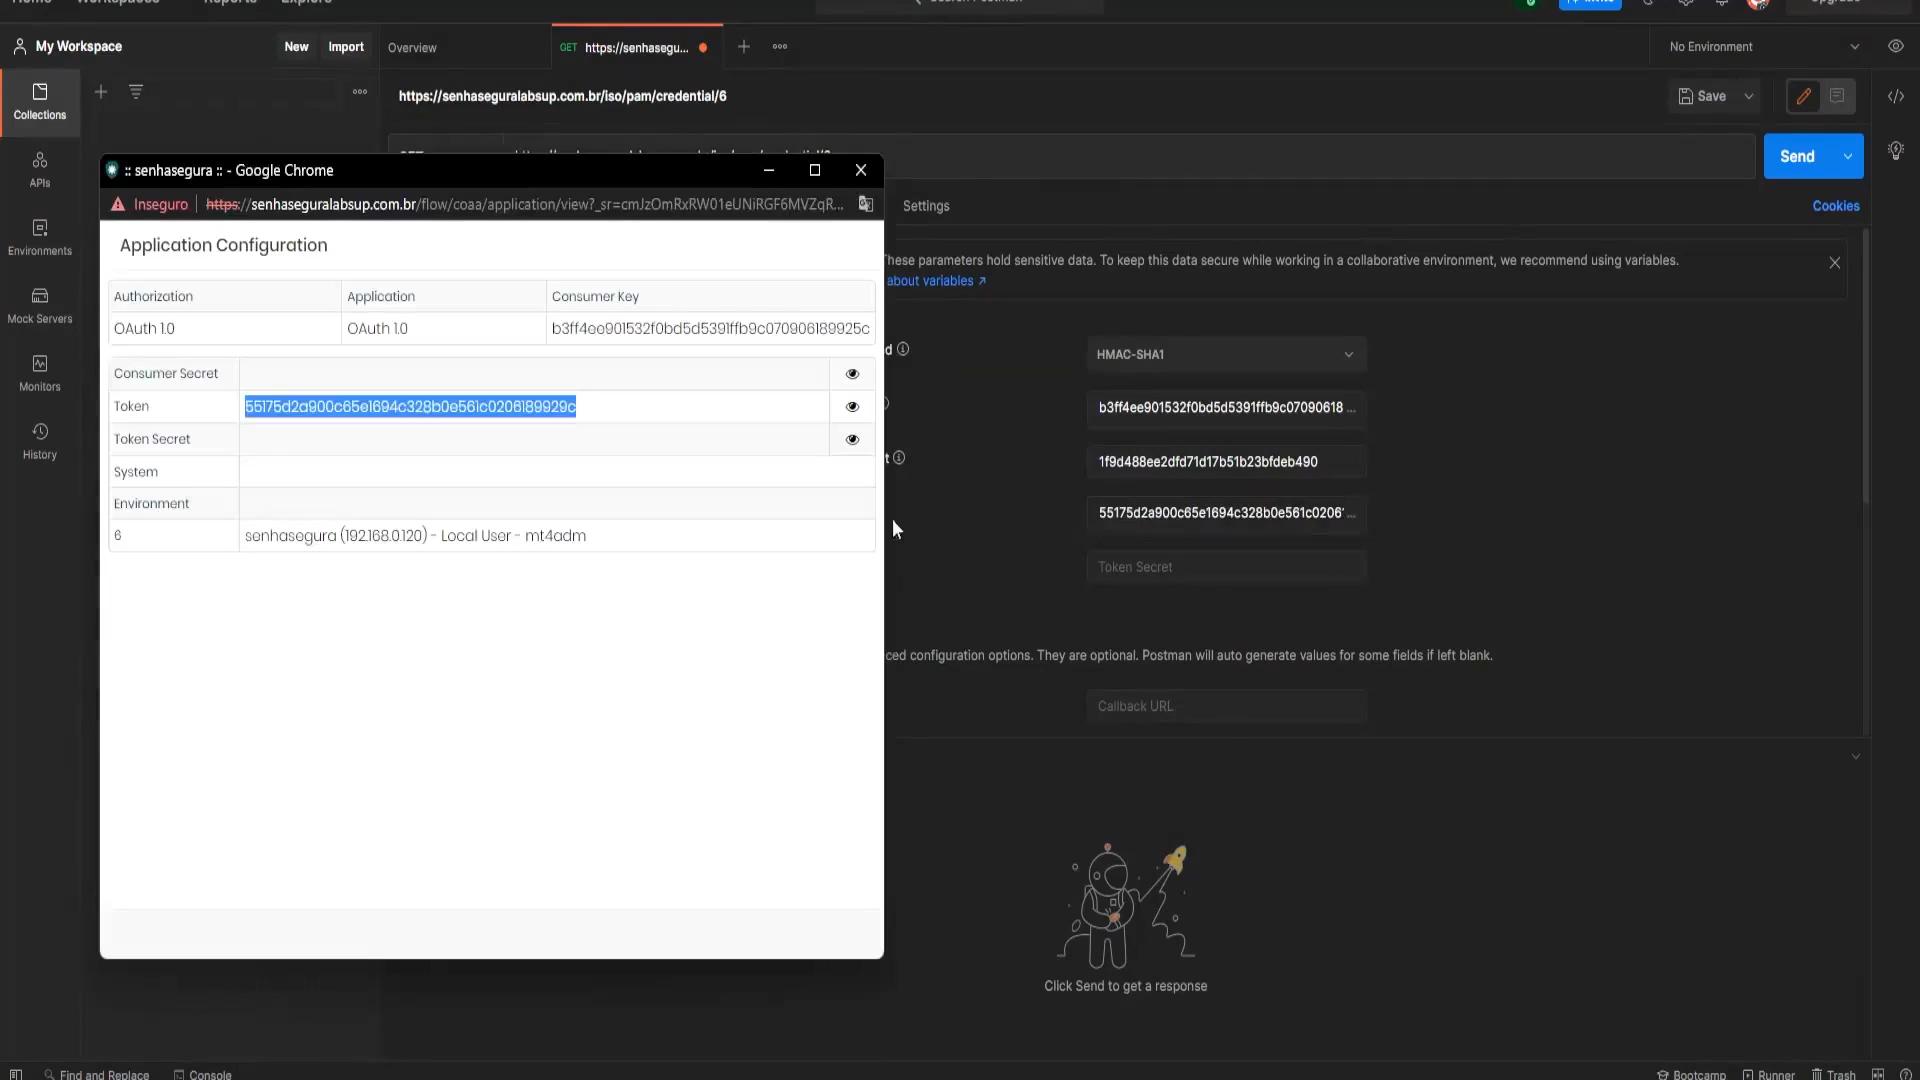 My Workspace
New
Import
Overview
GET https://senhasegu...
No Environment
Collections
https://senhaseguralabsup.com.br/iso/pam/credential/6
Save
APIs
Environments
Mock Servers
Monitors
History
Send
:: senhasegura :: - Google Chrome
Inseguro https://senhaseguralabsup.com.br/flow/coaa/application/view?_sr=cmJzOmRxRW01eUNiRGF6MVZqR...
Settings
Cookies
Application Configuration
These parameters hold sensitive data. To keep this data secure while working in a collaborative environment, we recommend using variables.
about variables ↗
Authorization Application Consumer Key
OAuth 1.0 OAuth 1.0 b3ff4ee901532f0bd5d5391ffb9c070906189925c
Consumer Secret
Token 55175d2a900c65e1694c328b0e561c0206189929c
Token Secret
System
Environment
6 senhasegura (192.168.0.120) - Local User - mt4adm
d
HMAC-SHA1
b3ff4ee901532f0bd5d5391ffb9c07090618 ...
t
1f9d488ee2dfd71d17b51b23bfdeb490
55175d2a900c65e1694c328b0e561c0206 ...
Token Secret
ced configuration options. They are optional. Postman will auto generate values for some fields if left blank.
Callback URL
Click Send to get a response
Find and Replace
Console
Bootcamp
Runner
Trash